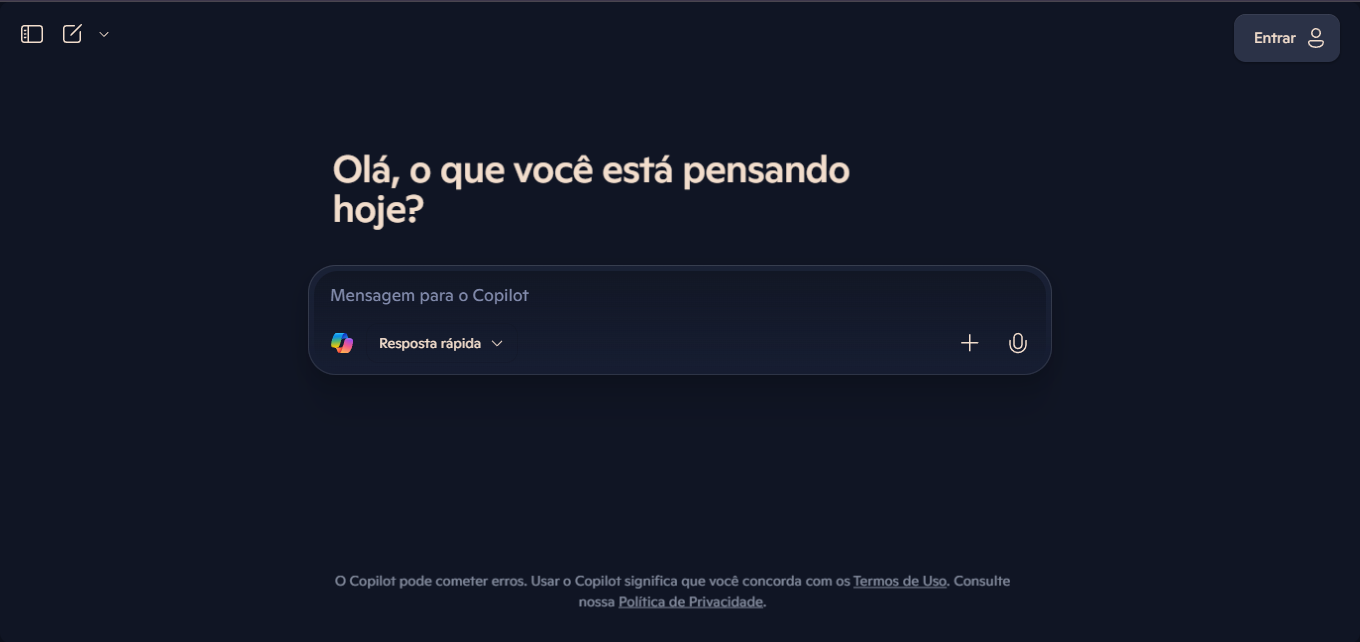 Entrar
Olá, o que você está pensando
hoje?
Mensagem para o Copilot
Resposta rápida
O Copilot pode cometer erros. Usar o Copilot significa que você concorda com os Termos de Uso. Consulte
nossa Política de Privacidade.